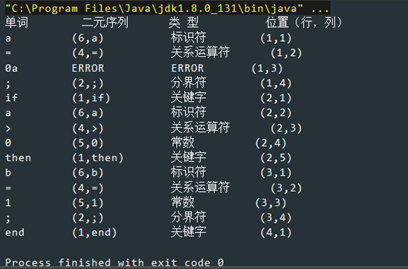 "C:\Program Files\Java\jdk1.8.0_131\bin\java" ...
单词 二元序列 类 型 位置（行，列）
a (6,a) 标识符 (1,1)
= (4,=) 关系运算符 (1,2)
0a ERROR ERROR (1,3)
; (2,;) 分界符 (1,4)
if (1,if) 关键字 (2,1)
a (6,a) 标识符 (2,2)
> (4,>) 关系运算符 (2,3)
0 (5,0) 常数 (2,4)
then (1,then) 关键字 (2,5)
b (6,b) 标识符 (3,1)
= (4,=) 关系运算符 (3,2)
1 (5,1) 常数 (3,3)
; (2,;) 分界符 (3,4)
end (1,end) 关键字 (4,1)
Process finished with exit code 0